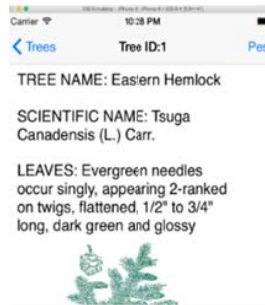 Carrier 10:28 PM
Trees Tree ID:1 Pes
TREE NAME: Eastern Hemlock
SCIENTIFIC NAME: Tsuga
Canadensis (L.) Carr.
LEAVES: Evergreen needles
occur singly, appearing 2-ranked
on twigs, flattened, 1/2" to 3/4"
long, dark green and glossy